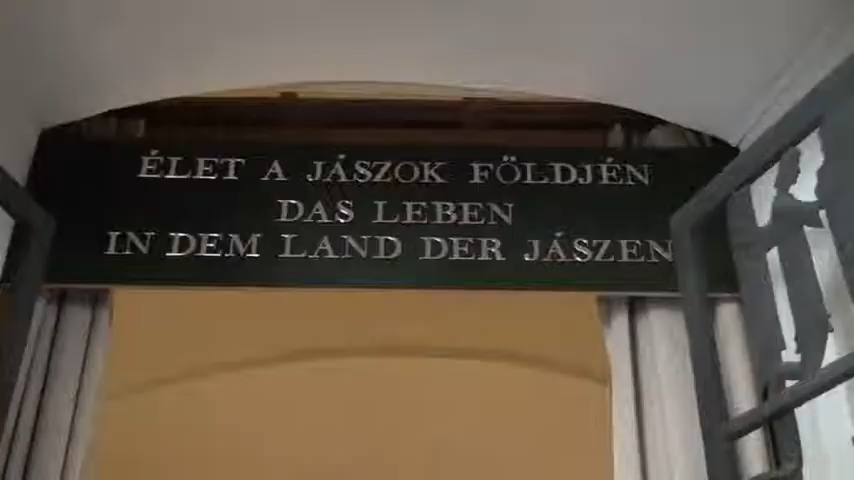 ÉLET A JÁSZOK FÖLDJÉN
DAS LEBEN
IN DEM LAND DER JÁSZEN